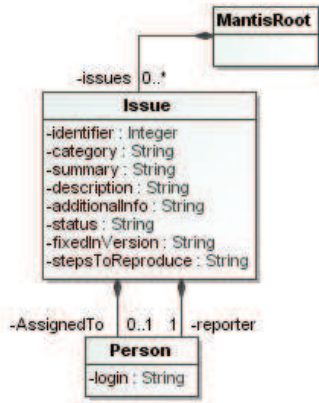 MantisRoot
-issues 0..*
Issue
-identifier : Integer
-category : String
-summary : String
-description : String
-additionalInfo : String
-status : String
-fixedInVersion : String
-stepsToReproduce : String
-AssignedTo 0..1 1 -reporter
Person
-login : String